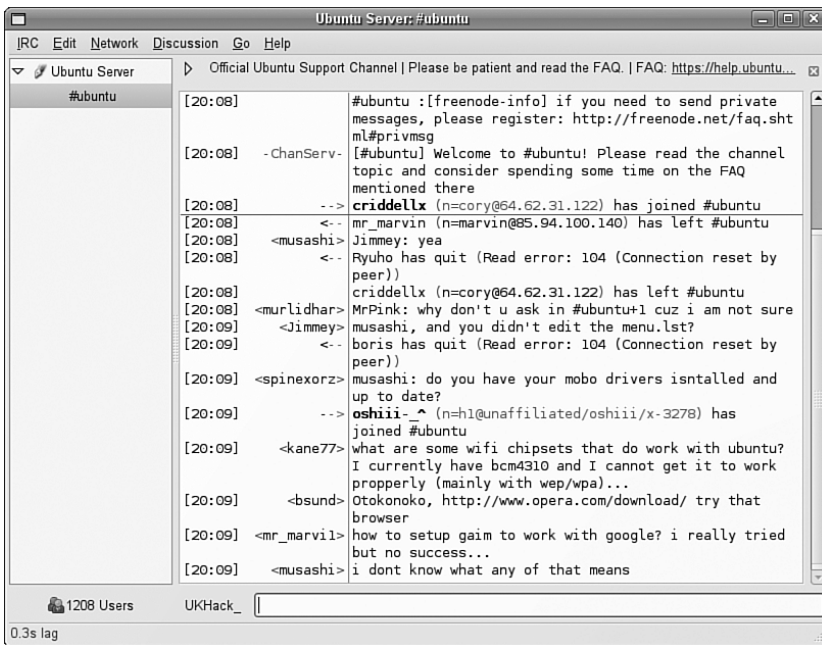 Ubuntu Server: #ubuntu
IRC Edit Network Discussion Go Help
Ubuntu Server
#ubuntu
Official Ubuntu Support Channel | Please be patient and read the FAQ. | FAQ: https://help.ubuntu...
[20:08] #ubuntu :[freenode-info] if you need to send private
messages, please register: http://freenode.net/faq.sht
ml#privmsg
[20:08] -ChanServ- [#ubuntu] Welcome to #ubuntu! Please read the channel
topic and consider spending some time on the FAQ
mentioned there
[20:08] --> criddellx (n=cory@64.62.31.122) has joined #ubuntu
[20:08] <-- mr_marvin (n=marvin@85.94.100.140) has left #ubuntu
[20:08] <musashi> Jimmey: yea
[20:08] <-- Ryuho has quit (Read error: 104 (Connection reset by
peer))
[20:08] criddellx (n=cory@64.62.31.122) has left #ubuntu
[20:08] <murlidhar> MrPink: why don't u ask in #ubuntu+1 cuz i am not sure
[20:09] <Jimmey> musashi, and you didn't edit the menu.lst?
[20:09] <-- boris has quit (Read error: 104 (Connection reset by
peer))
[20:09] <spinexorz> musashi: do you have your mobo drivers isntalled and
up to date?
[20:09] --> oshiii-_^ (n=h1@unaffiliated/oshiii/x-3278) has
joined #ubuntu
[20:09] <kane77> what are some wifi chipsets that do work with ubuntu?
I currently have bcm4310 and I cannot get it to work
propperly (mainly with wep/wpa)...
[20:09] <bsund> Otokonoko, http://www.opera.com/download/ try that
browser
[20:09] <mr_marvil> how to setup gaim to work with google? i really tried
but no success...
[20:09] <musashi> i dont know what any of that means
1208 Users
UKHack_
0.3s lag